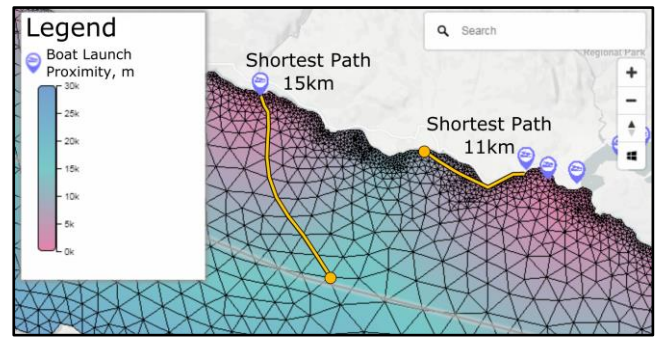 Legend
Boat Launch
Proximity, m
30k
25k
20k
15k
10k
5k
0k
Shortest Path
15km
Shortest Path
11km
Search
Regional Park
+
−